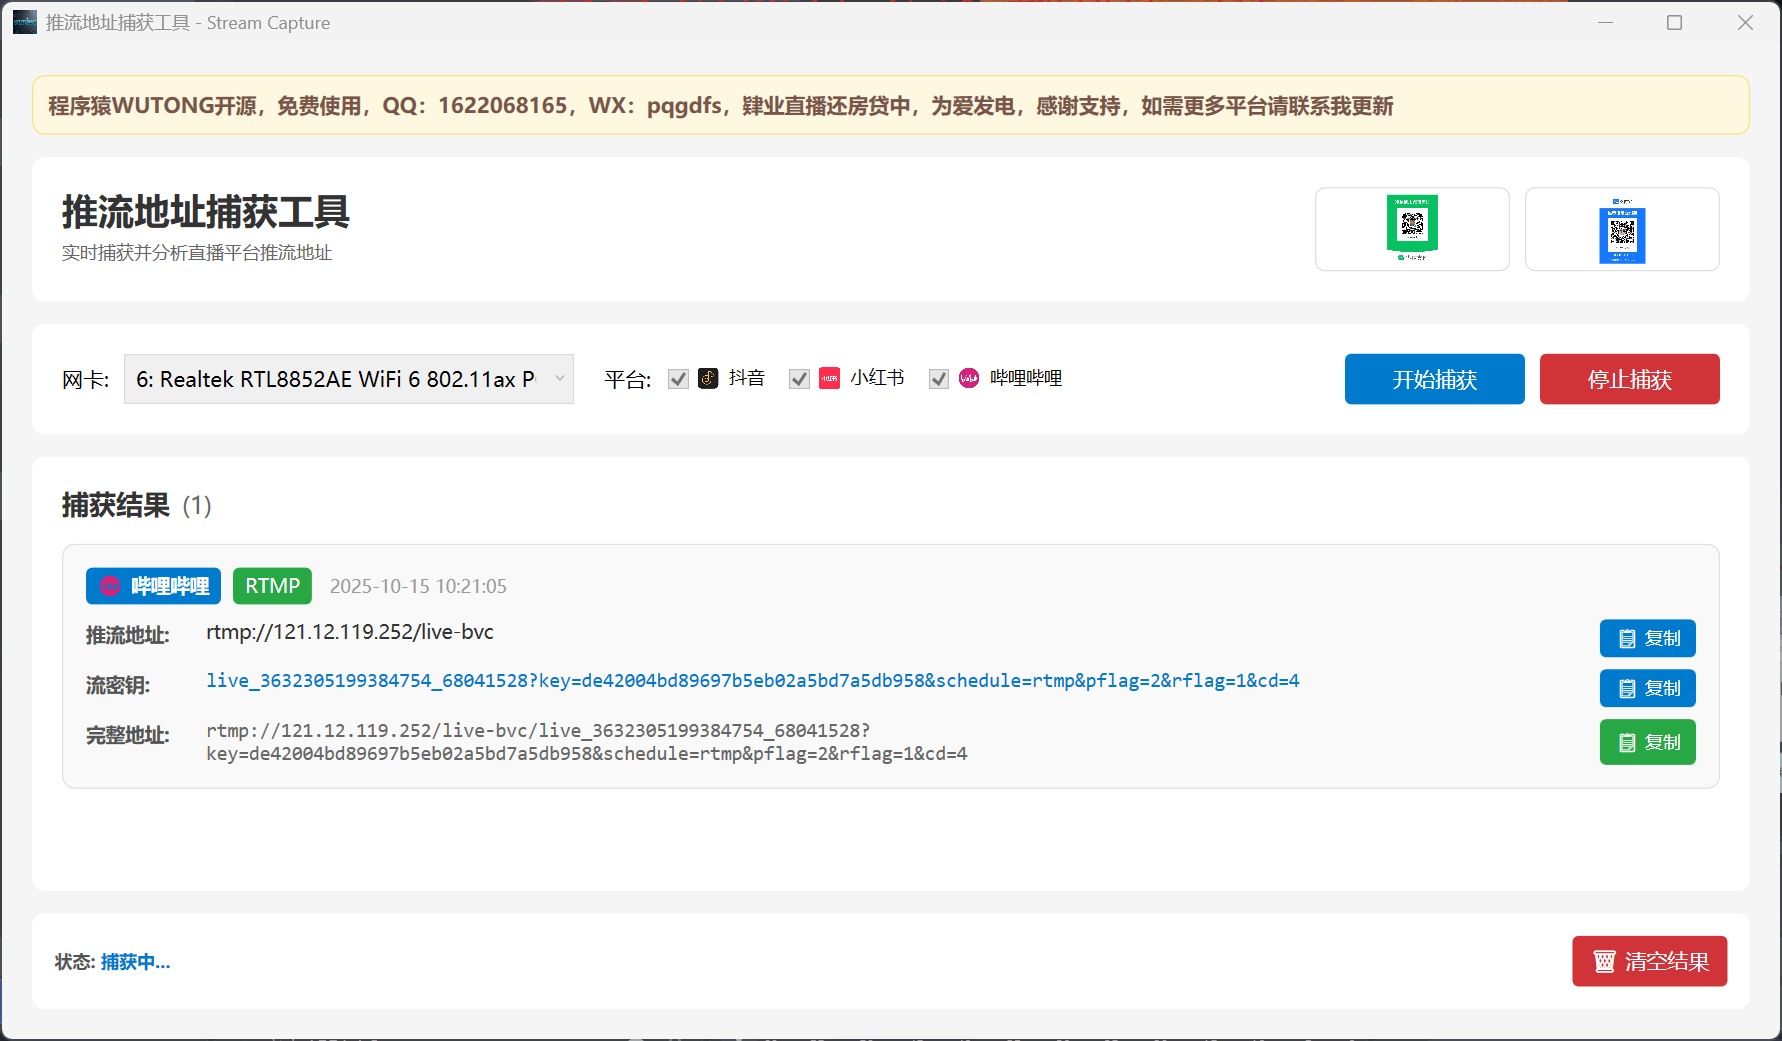 推流地址捕获工具 - Stream Capture
程序猿WUTONG开源，免费使用，QQ：1622068165，WX：pqgdfs，肆业直播还房贷中，为爱发电，感谢支持，如需更多平台请联系我更新
推流地址捕获工具
实时捕获并分析直播平台推流地址
网卡: 6: Realtek RTL8852AE WiFi 6 802.11ax P 平台: 抖音 小红书 哔哩哔哩 开始捕获 停止捕获
捕获结果 (1)
哔哩哔哩 RTMP 2025-10-15 10:21:05
推流地址: rtmp://121.12.119.252/live-bvc 复制
流密钥: live_3632305199384754_68041528?key=de42004bd89697b5eb02a5bd7a5db958&schedule=rtmp&pflag=2&rflag=1&cd=4 复制
完整地址: rtmp://121.12.119.252/live-bvc/live_3632305199384754_68041528?
key=de42004bd89697b5eb02a5bd7a5db958&schedule=rtmp&pflag=2&rflag=1&cd=4 复制
状态: 捕获中... 清空结果